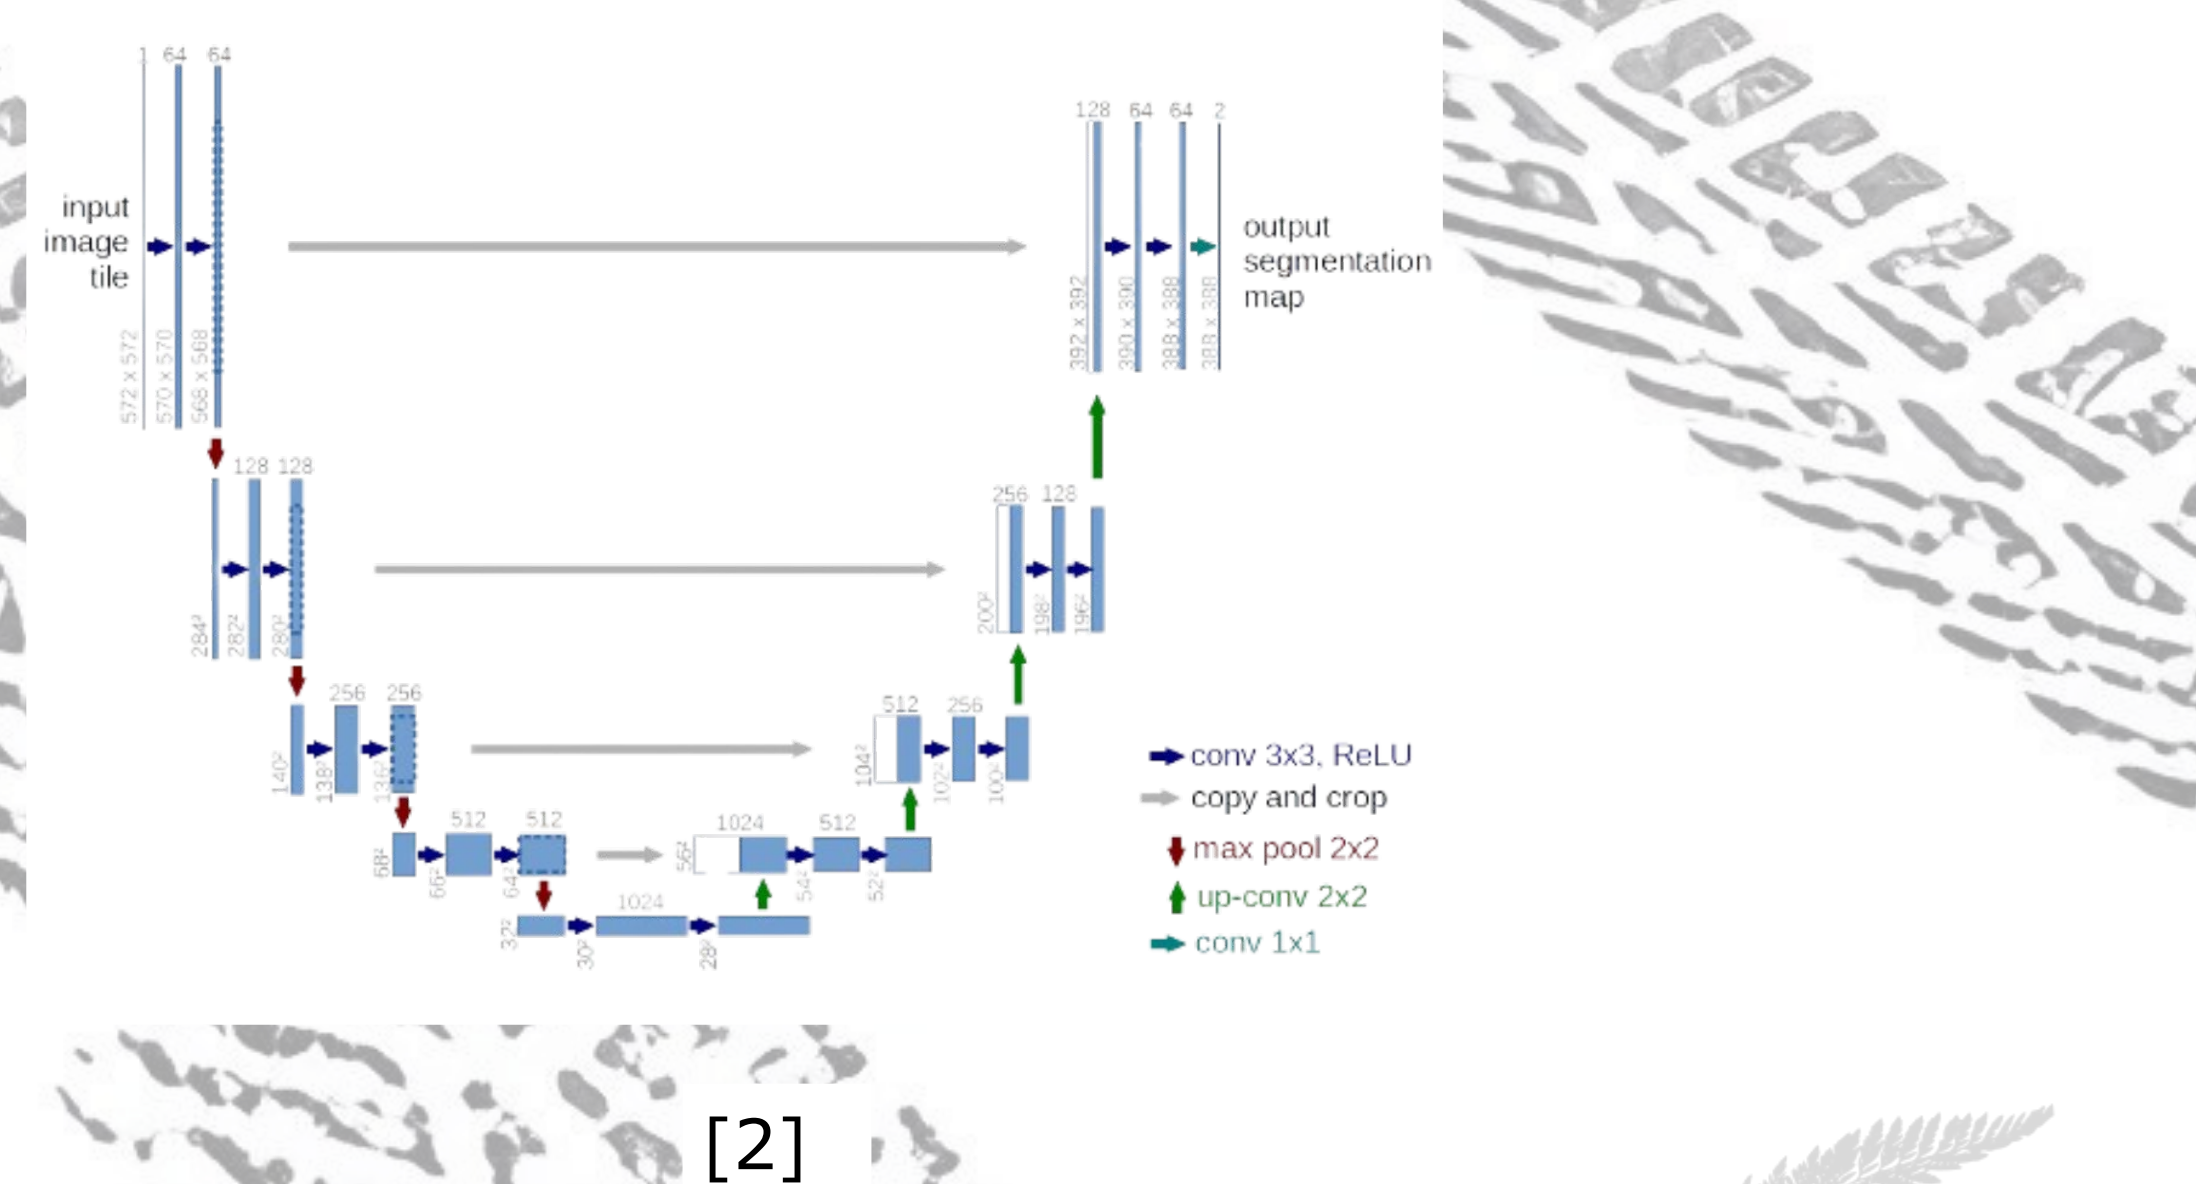 1 64 64
128 64 64 2
input
image
tile
output
segmentation
map
572 x 572
570 x 570
568 x 568
392 x 392
390 x 390
388 x 388
388 x 388
128 128
256 128
284²
282²
280²
200²
198²
196²
256 256
512 256
140²
138²
136²
104²
102²
100²
conv 3x3, ReLU
copy and crop
max pool 2x2
up-conv 2x2
conv 1x1
512 512
1024 512
68²
66²
64²
56²
54²
52²
1024
32²
30²
28²
[2]